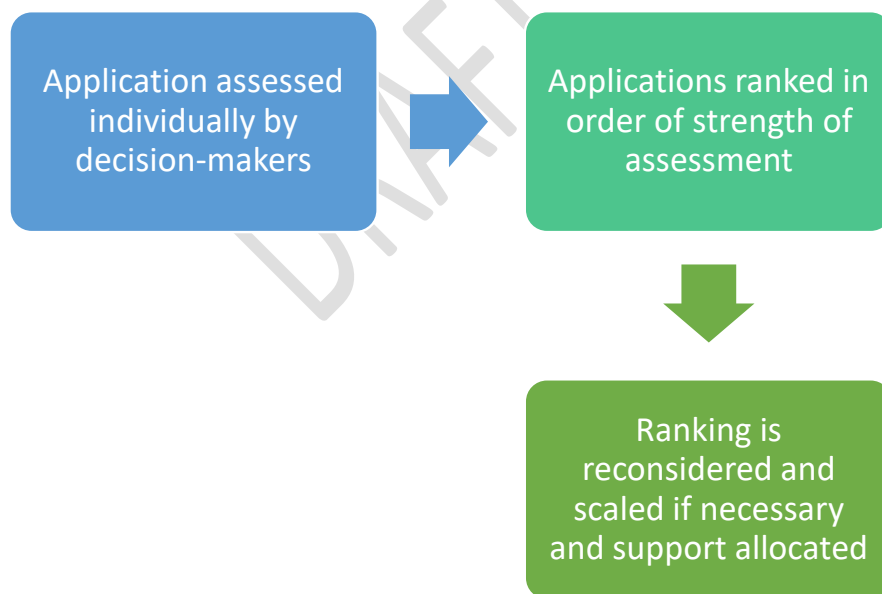 Application assessed
individually by
decision-makers
Applications ranked in
order of strength of
assessment
Ranking is
reconsidered and
scaled if necessary
and support allocated
DRAFT